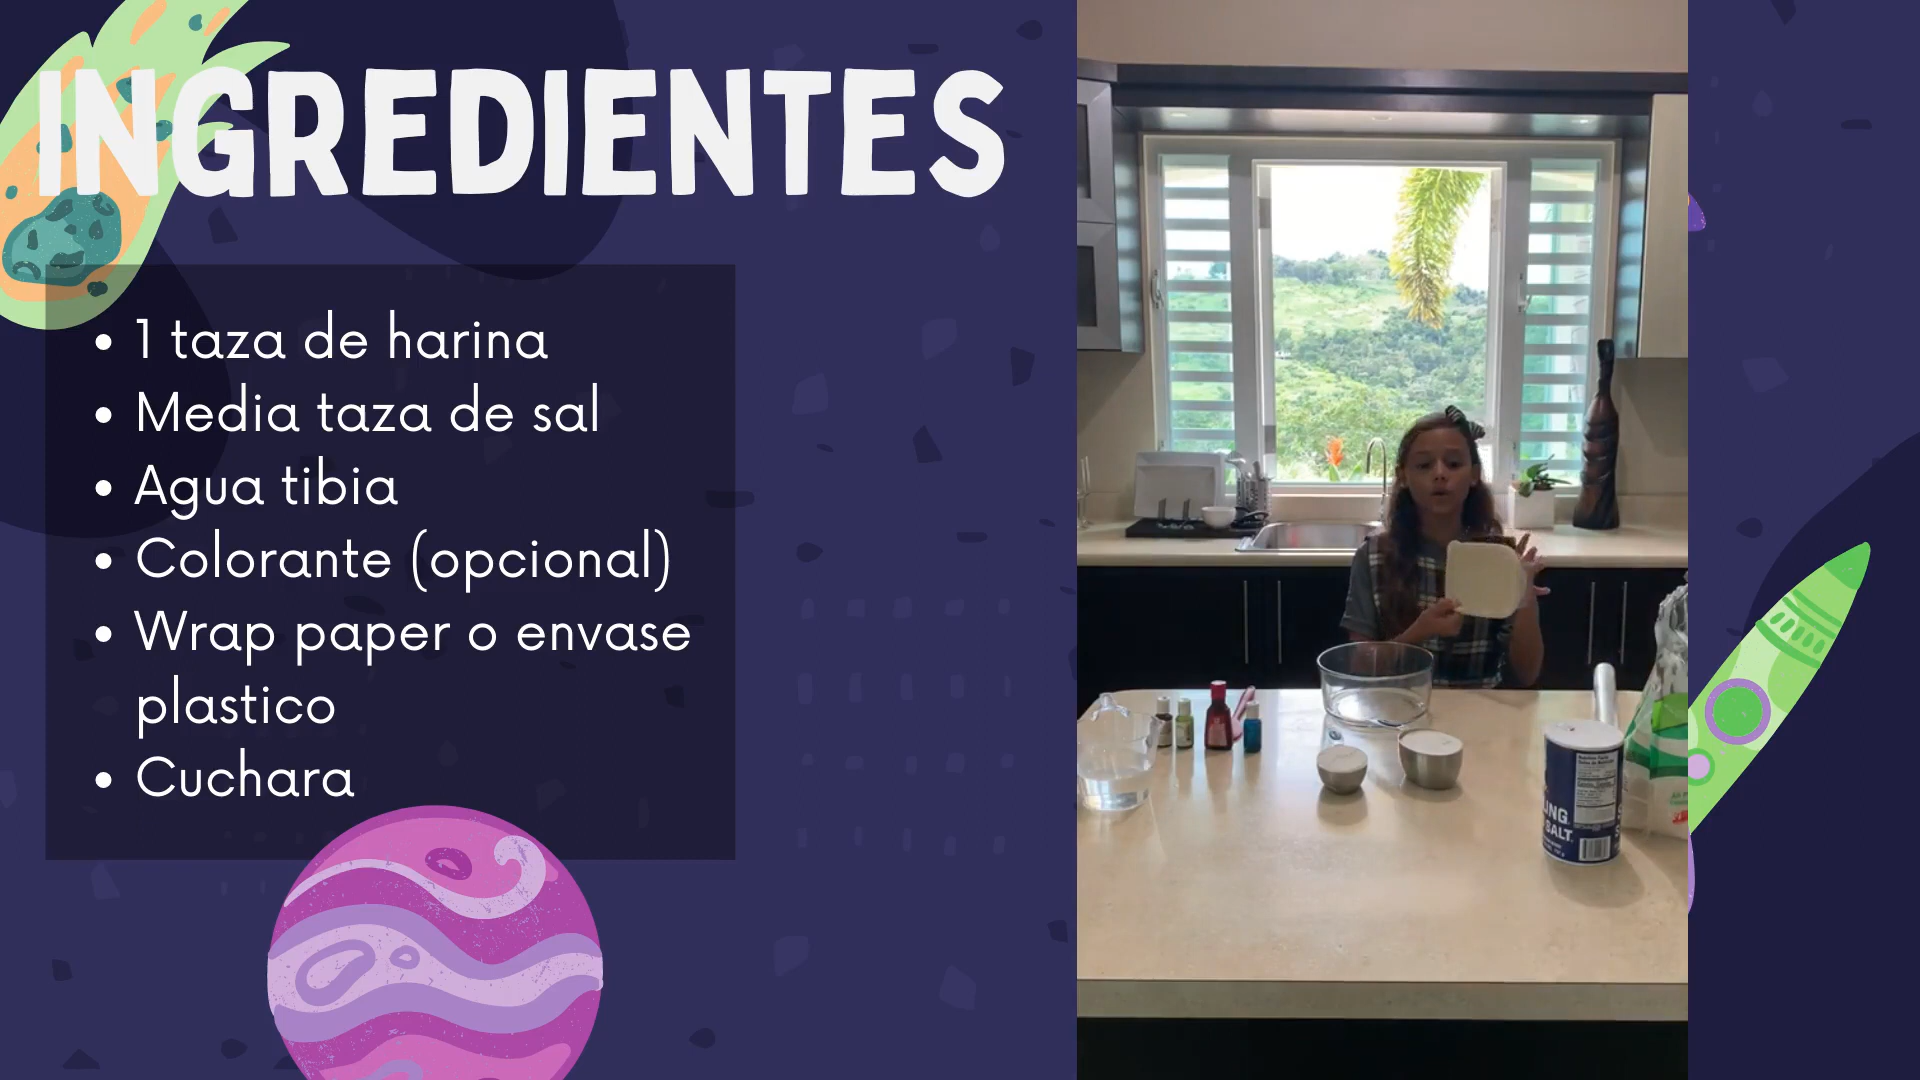 INGREDIENTES
• 1 taza de harina
• Media taza de sal
• Agua tibia
• Colorante (opcional)
• Wrap paper o envase
plastico
• Cuchara
SALT